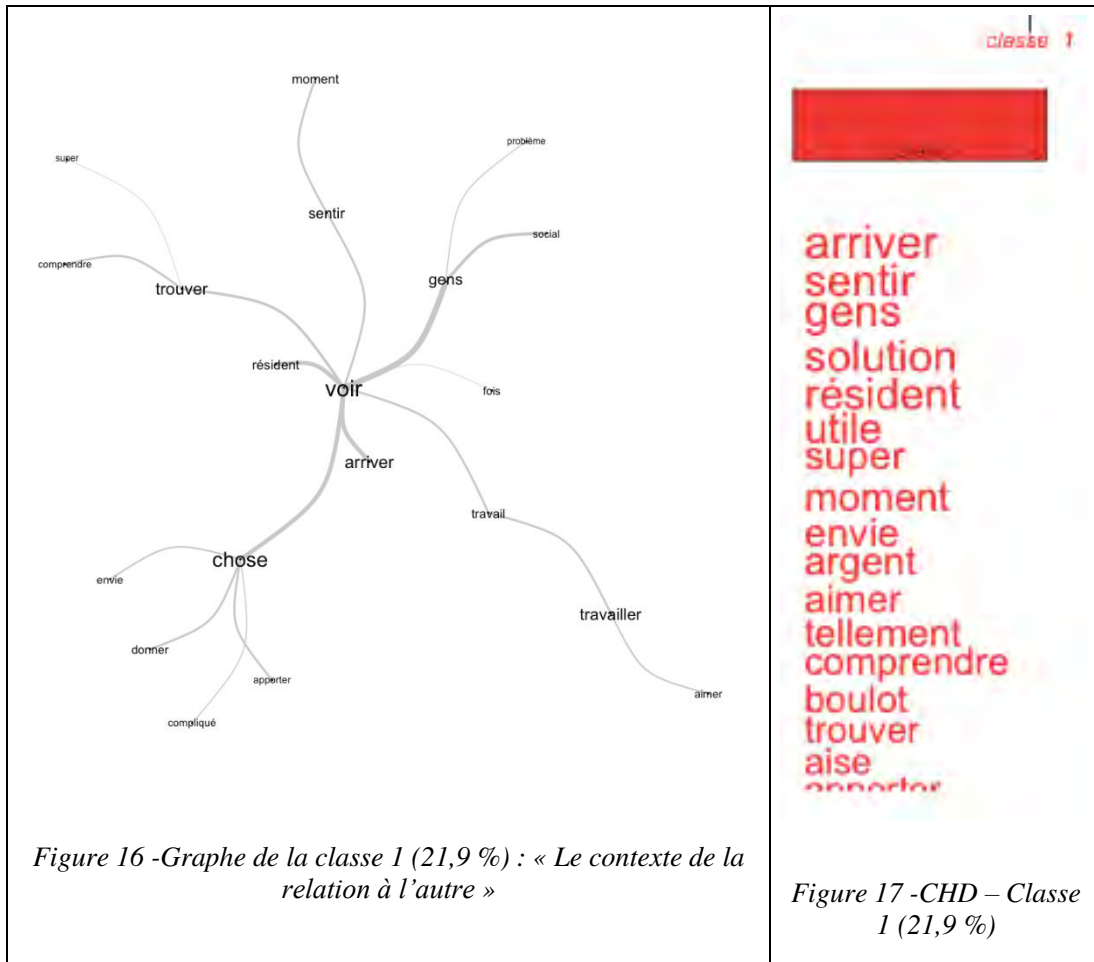 moment
super
problème
sentir
social
comprendre
gens
trouver
résident
voir
fois
arriver
travail
chose
envie
travailler
donner
apporter
aimer
compliqué
Figure 16 -Graphe de la classe 1 (21,9 %) : « Le contexte de la
relation à l'autre »
classe 1
arriver
sentir
gens
solution
résident
utile
super
moment
envie
argent
aimer
tellement
comprendre
boulot
trouver
aise
apporter
Figure 17 -CHD – Classe
1 (21,9 %)